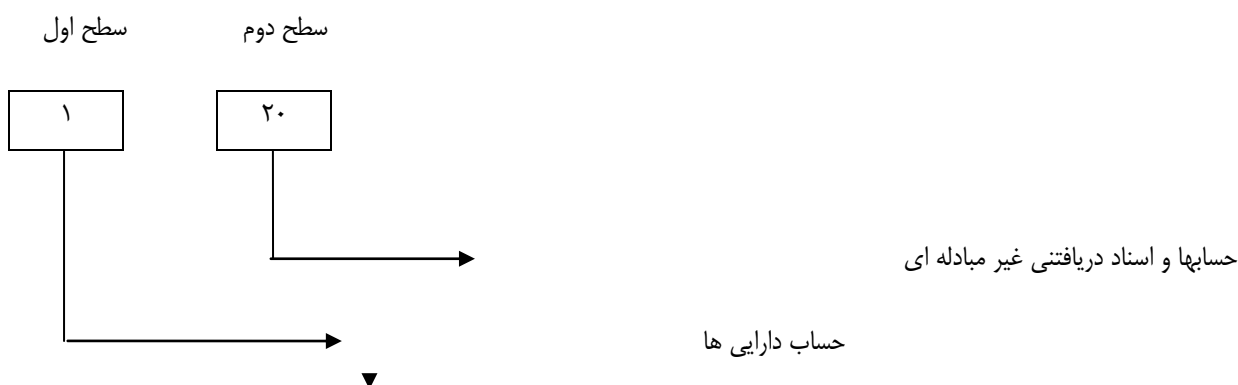 سطح اول سطح دوم
۱ ۲۰
حسابها و اسناد دریافتنی غیر مبادله ای
حساب دارایی ها